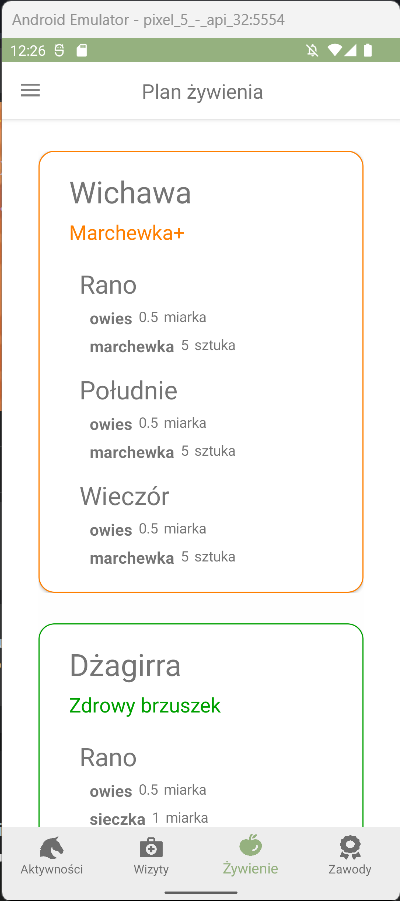 Android Emulator - pixel_5_-_api_32:5554
12:26
Plan żywienia
Wichawa
Marchewka+
Rano
owies 0.5 miarka
marchewka 5 sztuka
Południe
owies 0.5 miarka
marchewka 5 sztuka
Wieczór
owies 0.5 miarka
marchewka 5 sztuka
Dżagirra
Zdrowy brzuszek
Rano
owies 0.5 miarka
sieczka 1 miarka
Aktywności Wizyty Żywienie Zawody